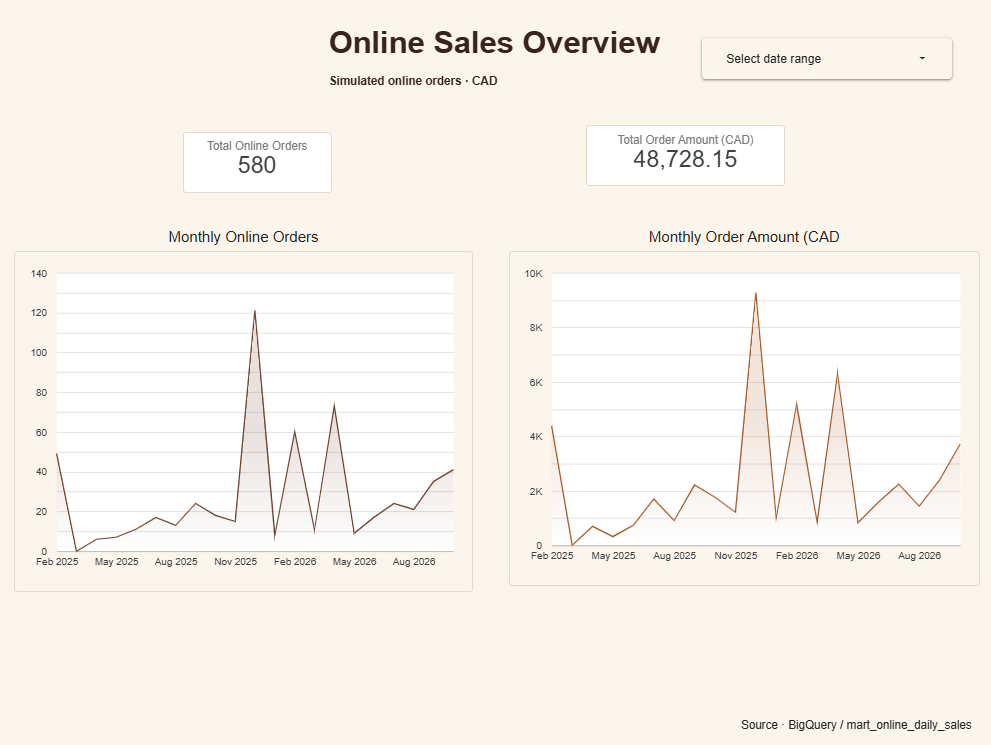 Online Sales Overview
Simulated online orders · CAD
Select date range
Total Online Orders
580
Total Order Amount (CAD)
48,728.15
Monthly Online Orders
140
120
100
80
60
40
20
0
Feb 2025 May 2025 Aug 2025 Nov 2025 Feb 2026 May 2026 Aug 2026
Monthly Order Amount (CAD
10K
8K
6K
4K
2K
0
Feb 2025 May 2025 Aug 2025 Nov 2025 Feb 2026 May 2026 Aug 2026
Source · BigQuery / mart_online_daily_sales